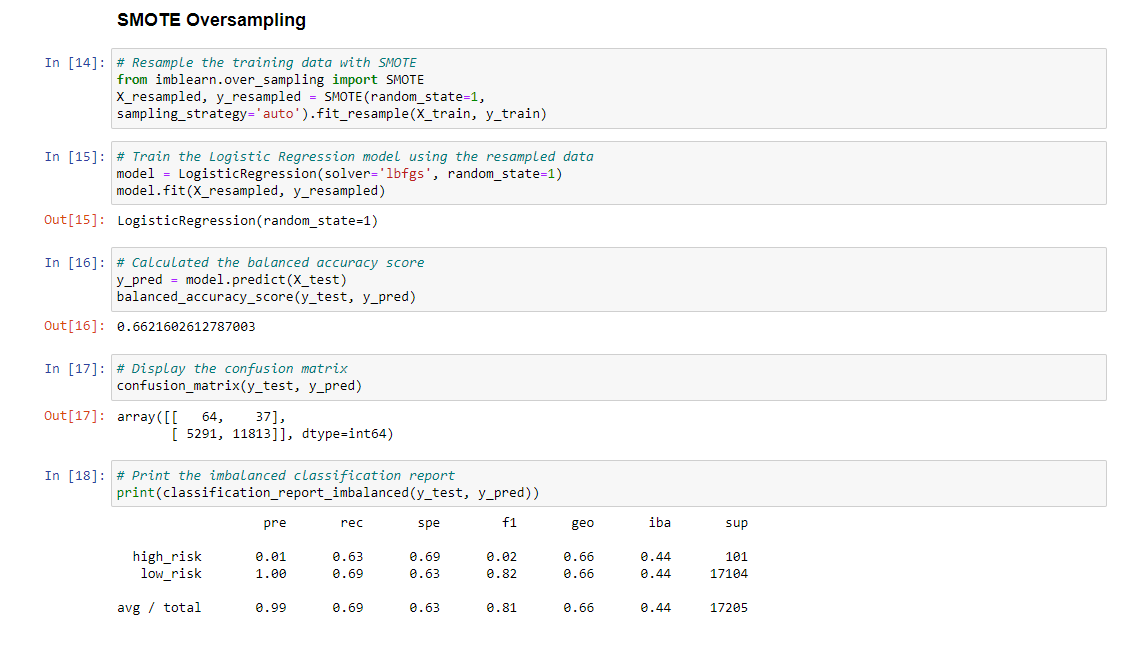 SMOTE Oversampling
In [14]: # Resample the training data with SMOTE
from imblearn.over_sampling import SMOTE
X_resampled, y_resampled = SMOTE(random_state=1,
sampling_strategy='auto').fit_resample(X_train, y_train)
In [15]: # Train the Logistic Regression model using the resampled data
model = LogisticRegression(solver='lbfgs', random_state=1)
model.fit(X_resampled, y_resampled)
Out[15]: LogisticRegression(random_state=1)
In [16]: # Calculated the balanced accuracy score
y_pred = model.predict(X_test)
balanced_accuracy_score(y_test, y_pred)
Out[16]: 0.6621602612787003
In [17]: # Display the confusion matrix
confusion_matrix(y_test, y_pred)
Out[17]: array([[   64,    37],
       [ 5291, 11813]], dtype=int64)
In [18]: # Print the imbalanced classification report
print(classification_report_imbalanced(y_test, y_pred))
pre rec spe f1 geo iba sup
high_risk 0.01 0.63 0.69 0.02 0.66 0.44 101
low_risk 1.00 0.69 0.63 0.82 0.66 0.44 17104
avg / total 0.99 0.69 0.63 0.81 0.66 0.44 17205